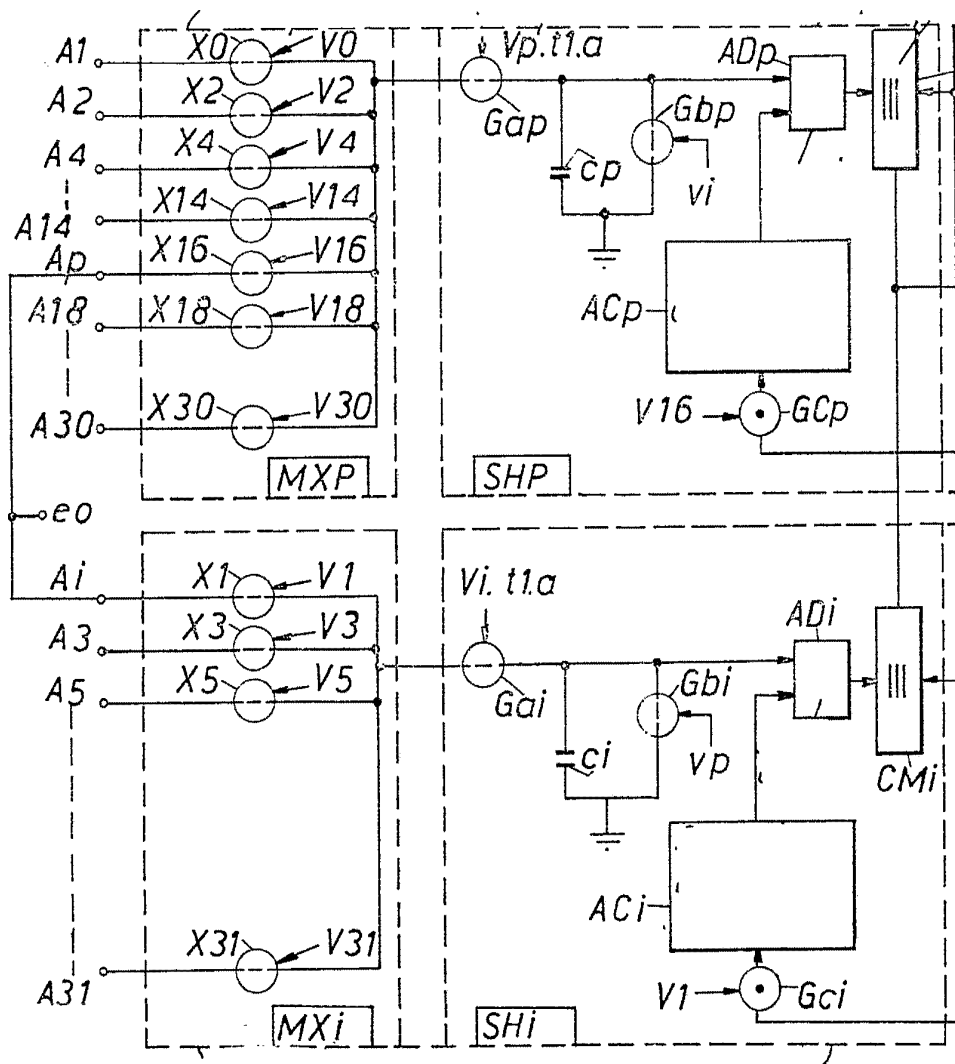 A1 X0 V0
A2 X2 V2
A4 X4 V4
A14 X14 V14
Ap X16 V16
A18 X18 V18
A30 X30 V30
MXP
Vp.t1.a
Gap
cp
Gbp
vi
ADp
ACp
V16 GCp
SHP
eo
Ai X1 V1
A3 X3 V3
A5 X5 V5
A31 X31 V31
MXi
Vi.t1.a
Gai
ci
Gbi
vp
ADi
CMi
ACi
V1 Gci
SHi